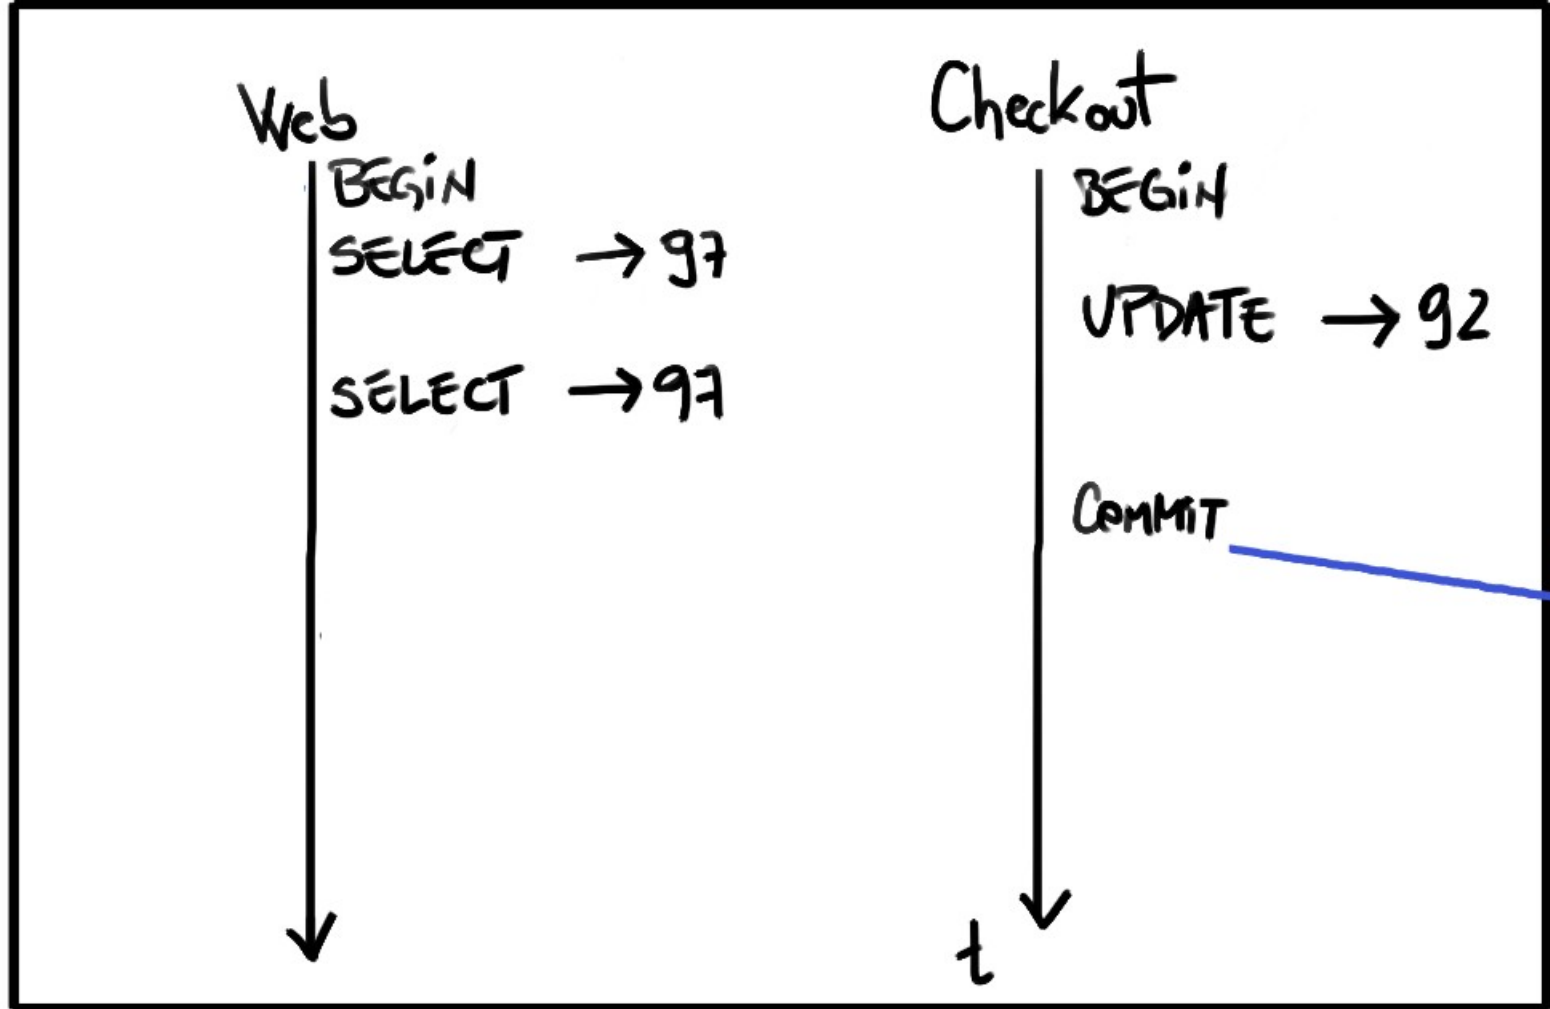 Web
BEGIN
SELECT → 97
SELECT → 97
Checkout
BEGIN
UPDATE → 92
COMMIT
t